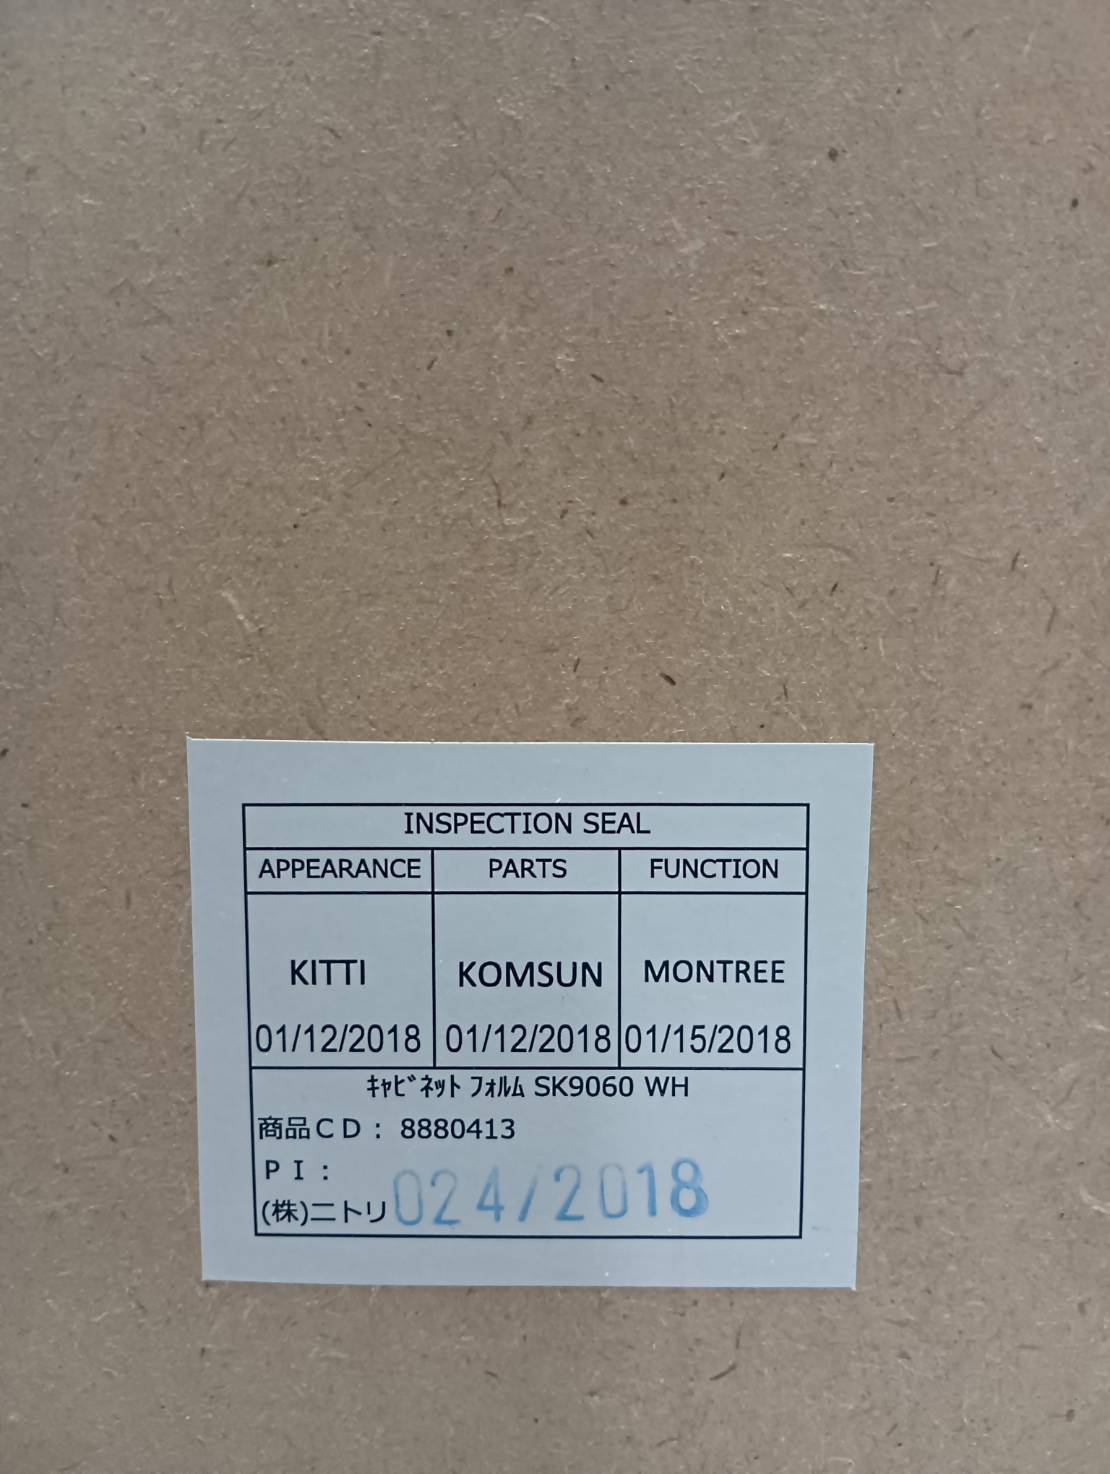 INSPECTION SEAL
APPEARANCE PARTS FUNCTION
KITTI KOMSUN MONTREE
01/12/2018 01/12/2018 01/15/2018
ｷｬﾋﾞﾈｯﾄ ﾌｫﾙﾑ SK9060 WH
商品ＣＤ： 8880413
ＰＩ：
(株)ニトリ 024/2018